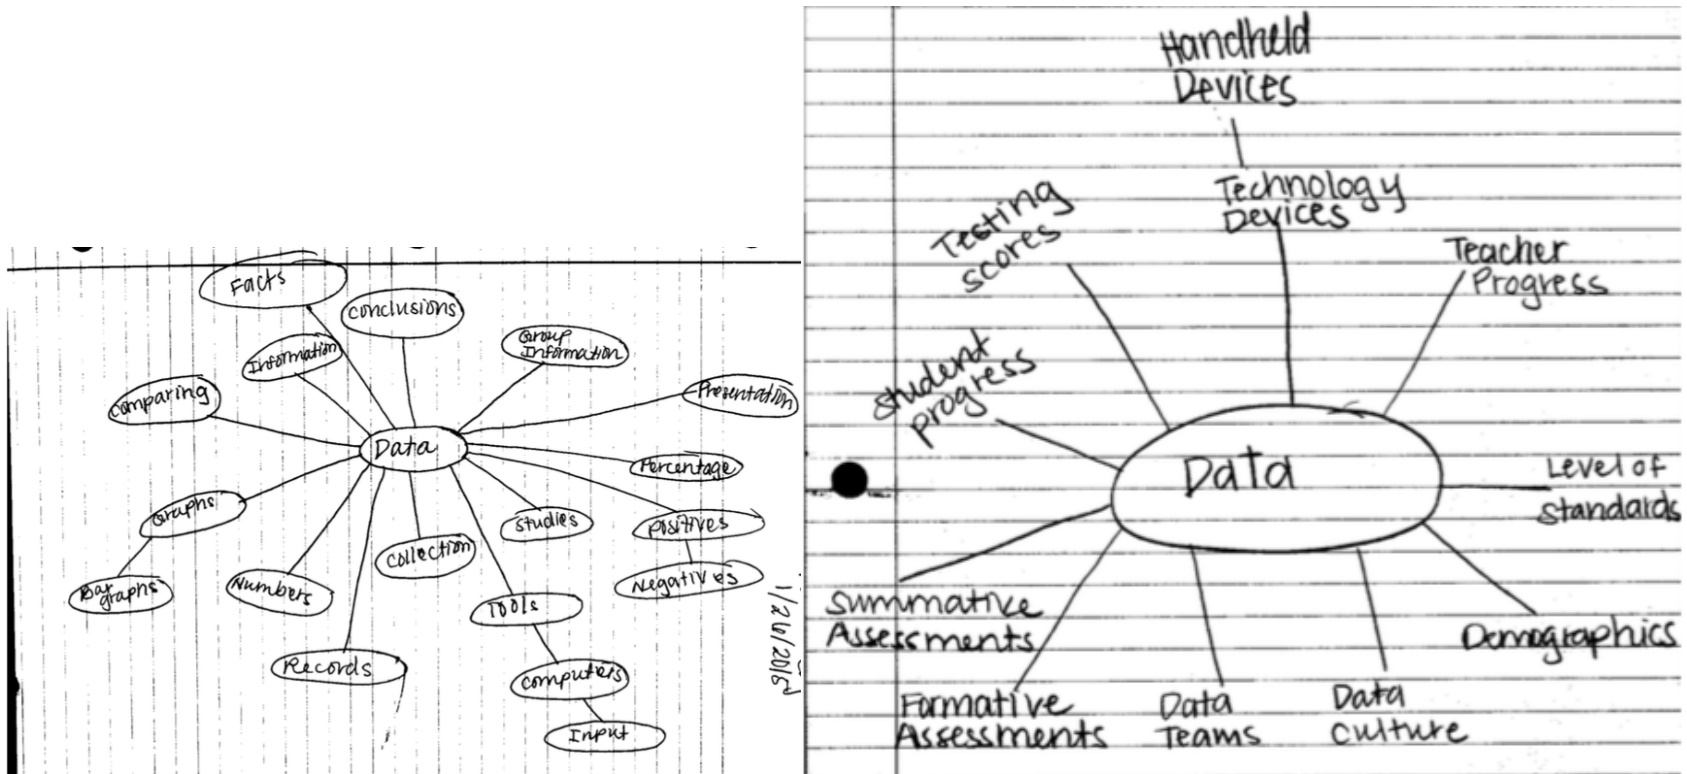 Facts
Conclusions
Information
Group
Information
Comparing
Presentation
Data
Percentage
Graphs
Studies
positives
Collection
Bar
graphs
Numbers
Negatives
Tools
Records
Computers
Input
1/26/2015
Handheld
Devices
Technology
Devices
Testing
scores
Teacher
Progress
Student
progress
Data
Level of
standards
Summative
Assessments
Demographics
Formative
Assessments
Data
Teams
Data
Culture